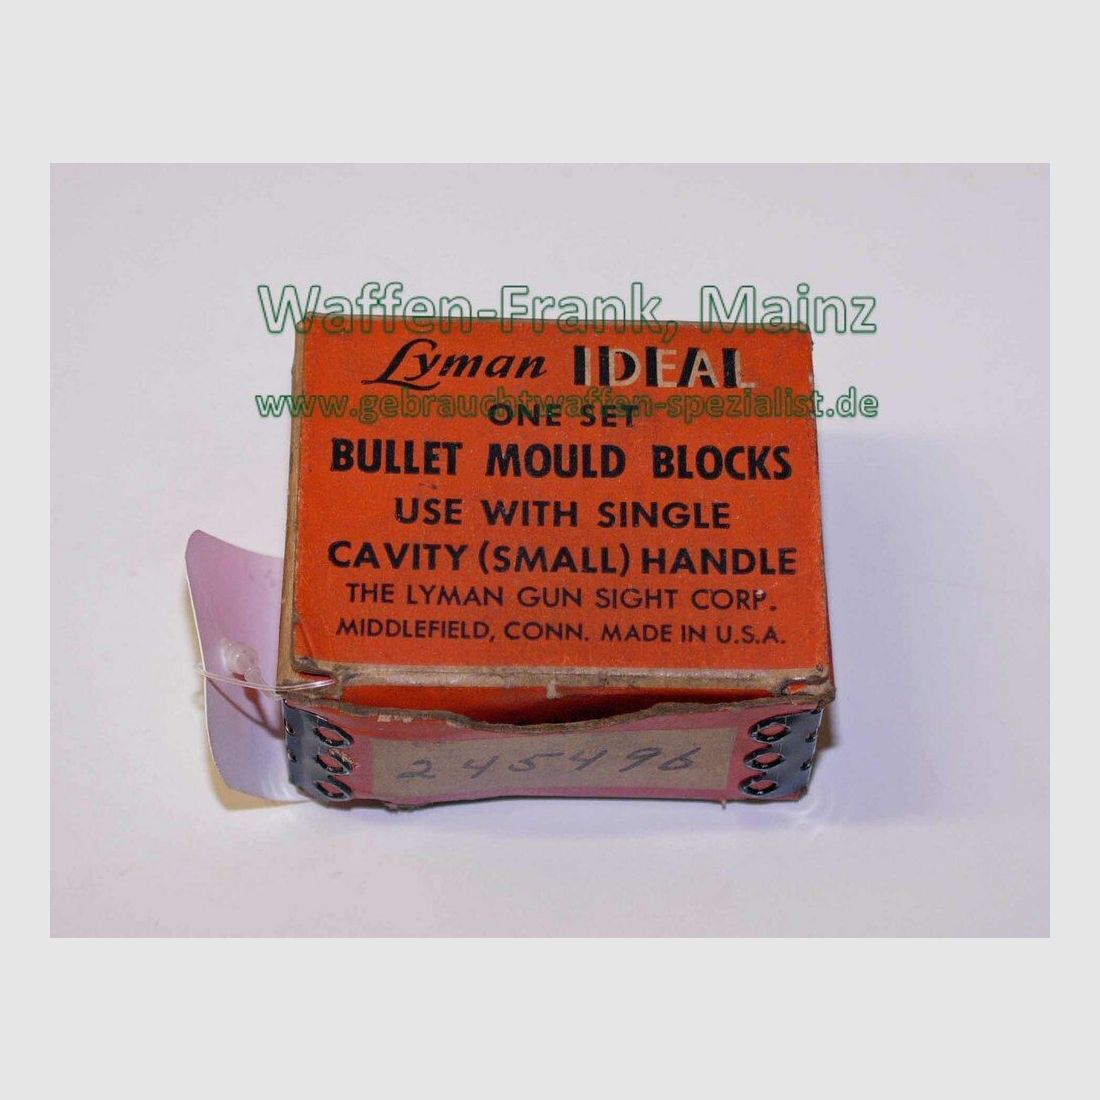 Waffen-Frank, Mainz
Lyman IDEAL
www.gebrauchtwaffen-spezialist.de
ONE SET
BULLET MOULD BLOCKS
USE WITH SINGLE
CAVITY (SMALL) HANDLE
THE LYMAN GUN SIGHT CORP.
MIDDLEFIELD, CONN. MADE IN U.S.A.
245496